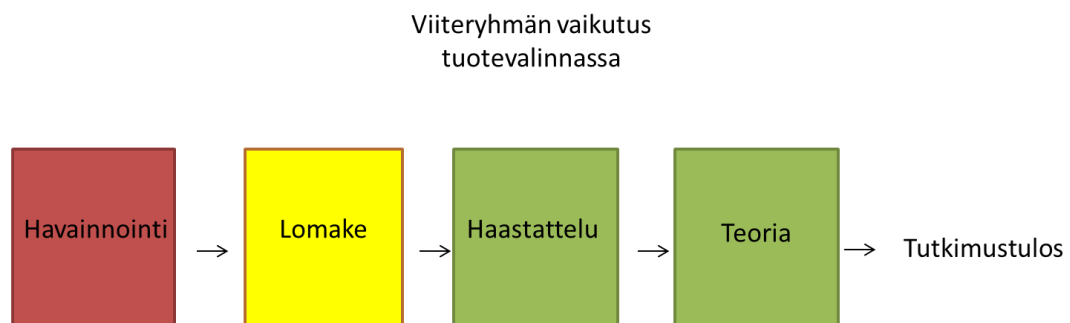 Viiteryhmän vaikutus
tuotevalinnassa
Havainnointi
Lomake
Haastattelu
Teoria
Tutkimustulos